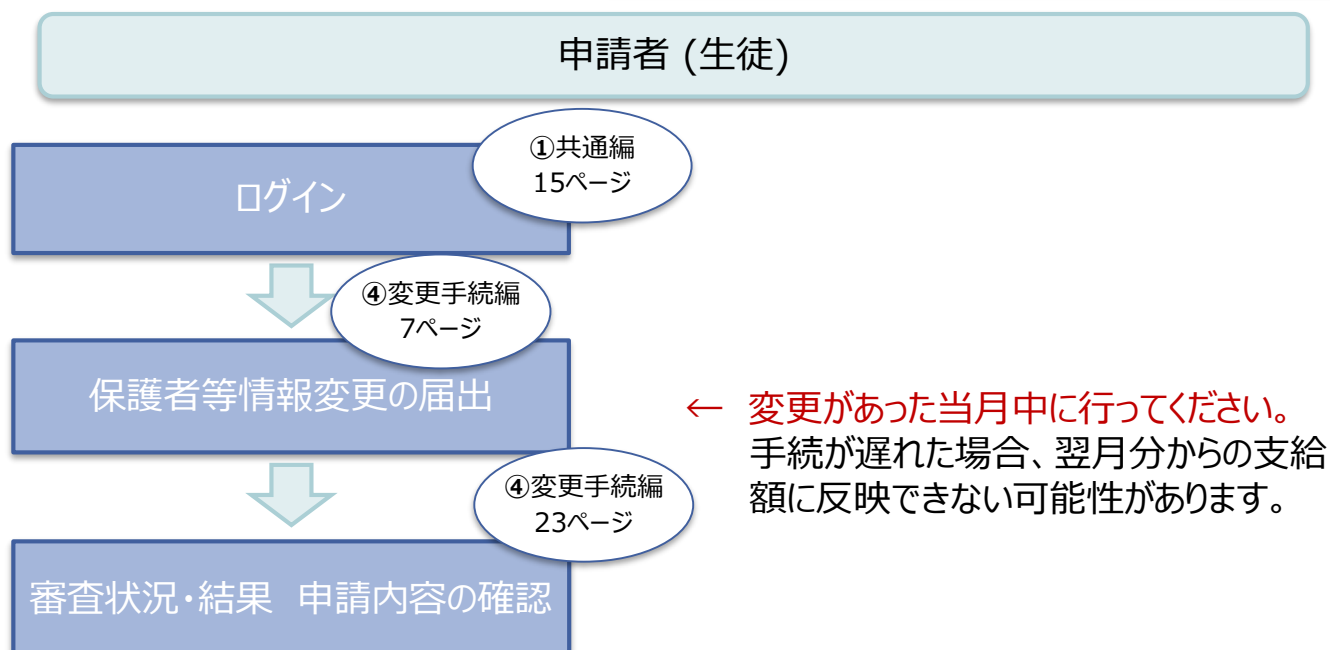 申請者 (生徒)
①共通編
15ページ
ログイン
④変更手続編
7ページ
保護者等情報変更の届出
← 変更があった当月中に行ってください。
手続が遅れた場合、翌月分からの支給
額に反映できない可能性があります。
④変更手続編
23ページ
審査状況・結果　申請内容の確認